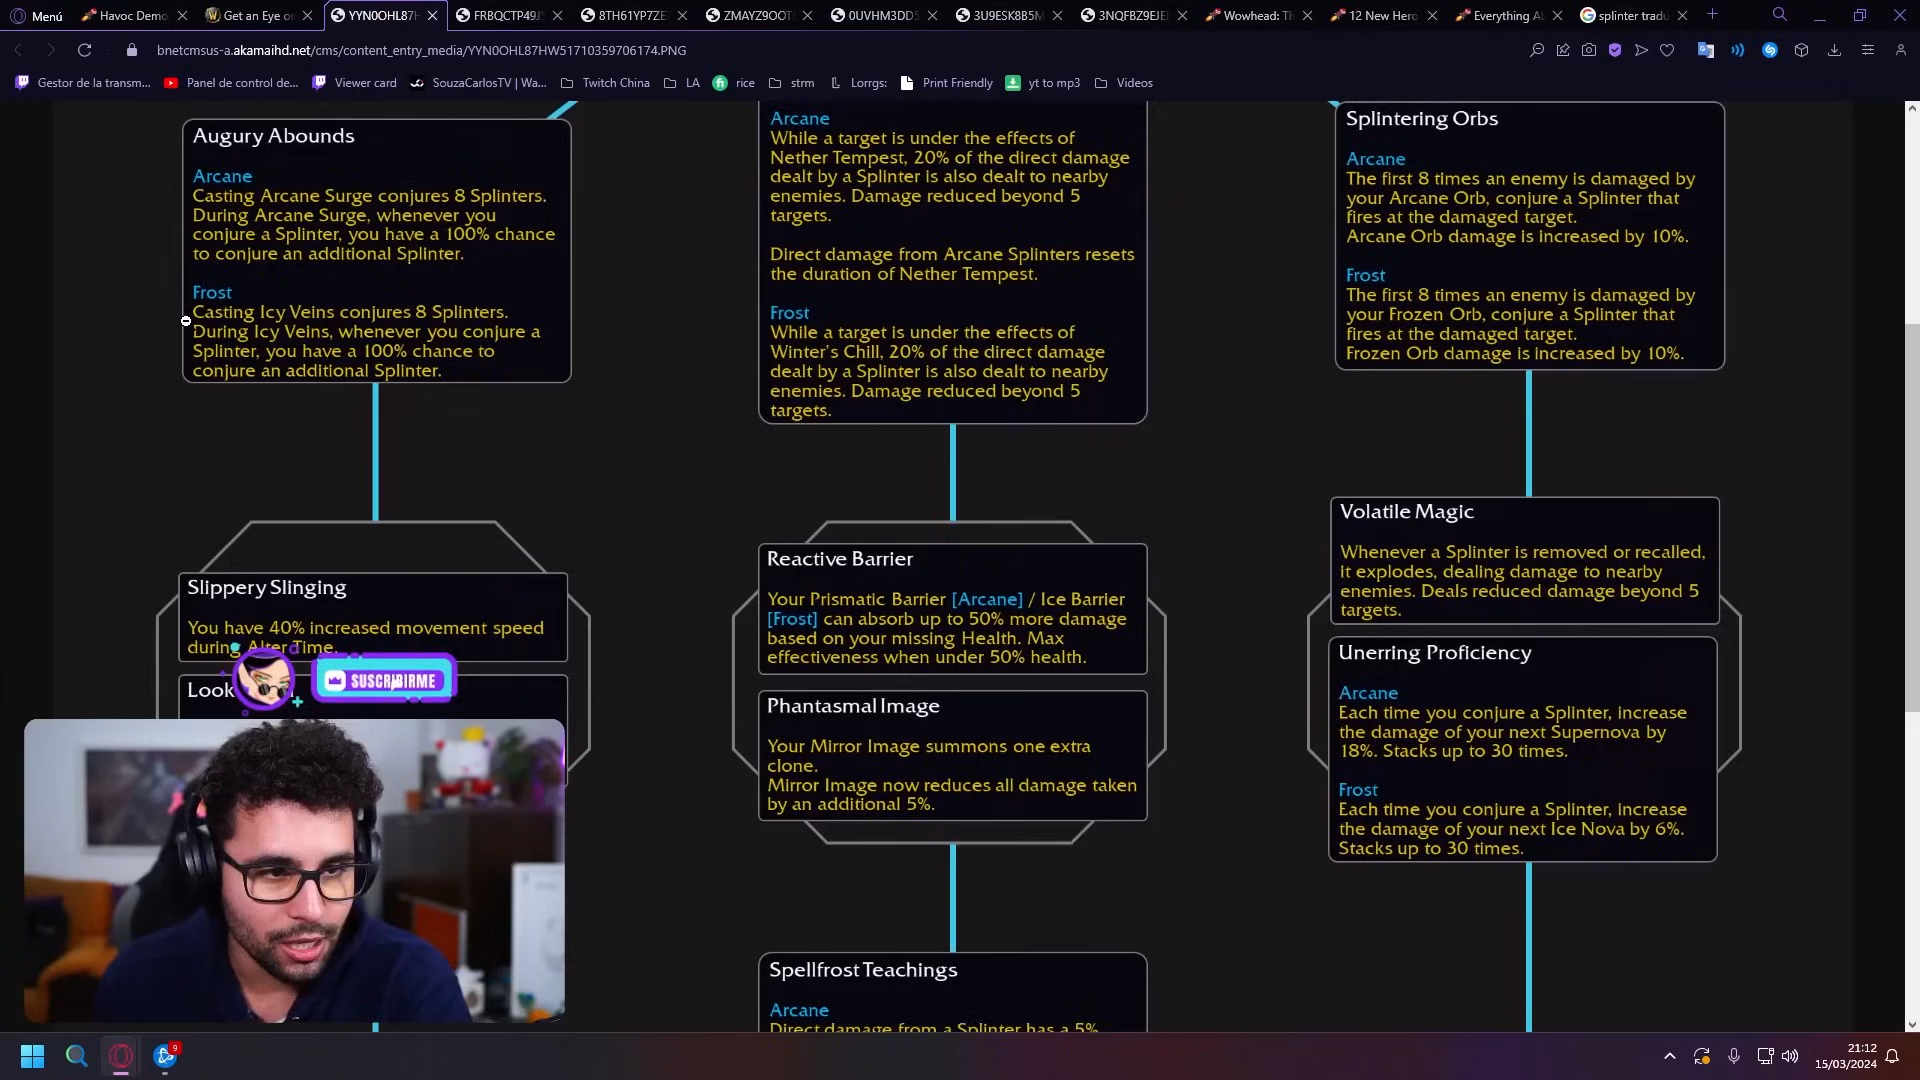 Menú
Havoc Demo
Get an Eye o
YYN0OHL87H
FRBQCTP49J
8TH61YP7ZE
ZMAYZ9OOT
0UVHM3DD5
3U9ESK8B5M
3NQFBZ9EJE
Wowhead: Th
12 New Hero
Everything A
splinter tradu
bnetcmsus-a.akamaihd.net/cms/content_entry_media/YYN0OHL87HW51710359706174.PNG
Gestor de la transm...
Panel de control de...
Viewer card
SouzaCarlosTV | Wa...
Twitch China
LA
rice
strm
Lorrgs:
Print Friendly
yt to mp3
Videos
Augury Abounds
Arcane
Casting Arcane Surge conjures 8 Splinters.
During Arcane Surge, whenever you
conjure a Splinter, you have a 100% chance
to conjure an additional Splinter.
Frost
Casting Icy Veins conjures 8 Splinters.
During Icy Veins, whenever you conjure a
Splinter, you have a 100% chance to
conjure an additional Splinter.
Arcane
While a target is under the effects of
Nether Tempest, 20% of the direct damage
dealt by a Splinter is also dealt to nearby
enemies. Damage reduced beyond 5
targets.
Direct damage from Arcane Splinters resets
the duration of Nether Tempest.
Frost
While a target is under the effects of
Winter's Chill, 20% of the direct damage
dealt by a Splinter is also dealt to nearby
enemies. Damage reduced beyond 5
targets.
Splintering Orbs
Arcane
The first 8 times an enemy is damaged by
your Arcane Orb, conjure a Splinter that
fires at the damaged target.
Arcane Orb damage is increased by 10%.
Frost
The first 8 times an enemy is damaged by
your Frozen Orb, conjure a Splinter that
fires at the damaged target.
Frozen Orb damage is increased by 10%.
Slippery Slinging
You have 40% increased movement speed
during Alter Time.
Look
SUSCRIBIRME
Reactive Barrier
Your Prismatic Barrier [Arcane] / Ice Barrier
[Frost] can absorb up to 50% more damage
based on your missing Health. Max
effectiveness when under 50% health.
Phantasmal Image
Your Mirror Image summons one extra
clone.
Mirror Image now reduces all damage taken
by an additional 5%.
Volatile Magic
Whenever a Splinter is removed or recalled,
it explodes, dealing damage to nearby
enemies. Deals reduced damage beyond 5
targets.
Unerring Proficiency
Arcane
Each time you conjure a Splinter, increase
the damage of your next Supernova by
18%. Stacks up to 30 times.
Frost
Each time you conjure a Splinter, increase
the damage of your next Ice Nova by 6%.
Stacks up to 30 times.
Spellfrost Teachings
Arcane
Direct damage from a Splinter has a 5%
9
21:12
15/03/2024